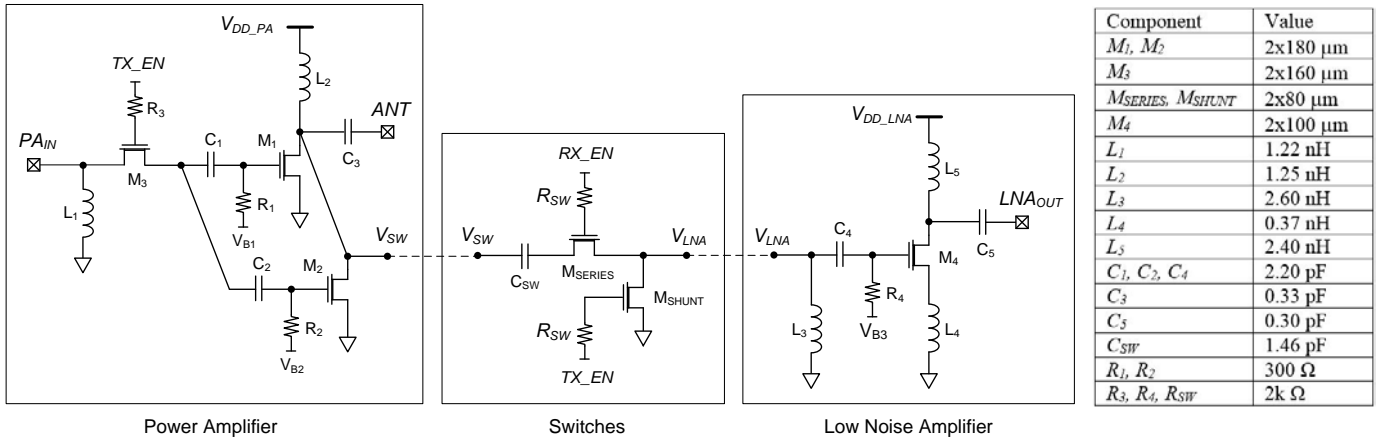 V_DD_PA
L₂
TX_EN
R₃
ANT
C₃
PA_IN
M₃
C₁
M₁
L₁
R₁
V_B1
C₂
M₂
R₂
V_B2
V_SW
Power Amplifier
RX_EN
R_SW
V_SW
C_SW
M_SERIES
V_LNA
M_SHUNT
R_SW
TX_EN
Switches
V_DD_LNA
L₅
LNA_OUT
C₅
V_LNA
C₄
M₄
L₃
R₄
V_B3
L₄
Low Noise Amplifier
Component Value
M₁, M₂ 2x180 μm
M₃ 2x160 μm
M_SERIES, M_SHUNT 2x80 μm
M₄ 2x100 μm
L₁ 1.22 nH
L₂ 1.25 nH
L₃ 2.60 nH
L₄ 0.37 nH
L₅ 2.40 nH
C₁, C₂, C₄ 2.20 pF
C₃ 0.33 pF
C₅ 0.30 pF
C_SW 1.46 pF
R₁, R₂ 300 Ω
R₃, R₄, R_SW 2k Ω